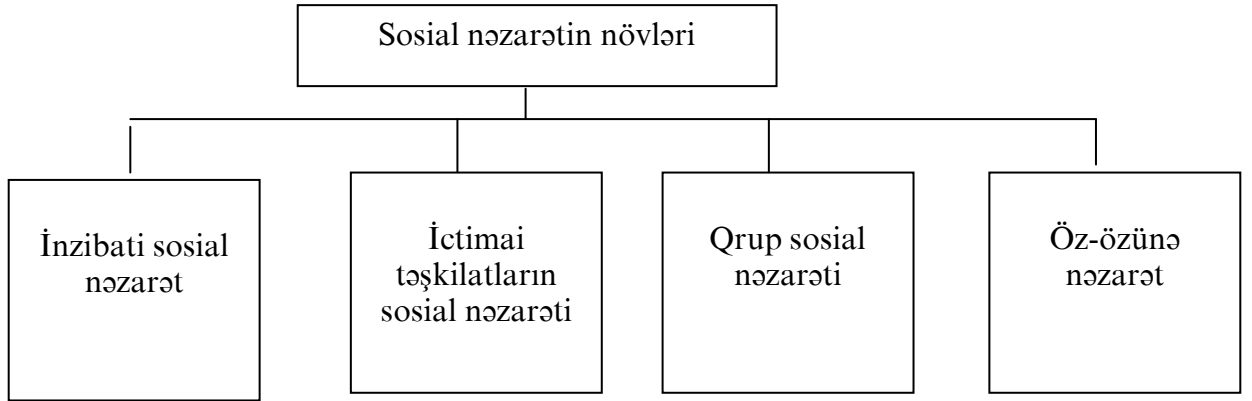 Sosial nəzarətin növləri
İnzibati sosial
nəzarət
İctimai
təşkilatların
sosial nəzarəti
Qrup sosial
nəzarəti
Öz-özünə
nəzarət